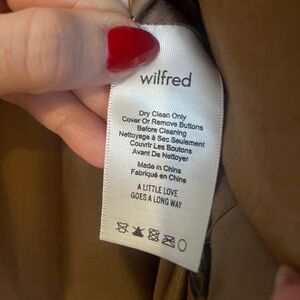 wilfred
Dry Clean Only
Cover Or Remove Buttons
Before Cleaning
Nettoyage à Sec Seulement
Couvrir Les Boutons
Avant De Nettoyer
Made in China
Fabriqué en Chine
A LITTLE LOVE
GOES A LONG WAY